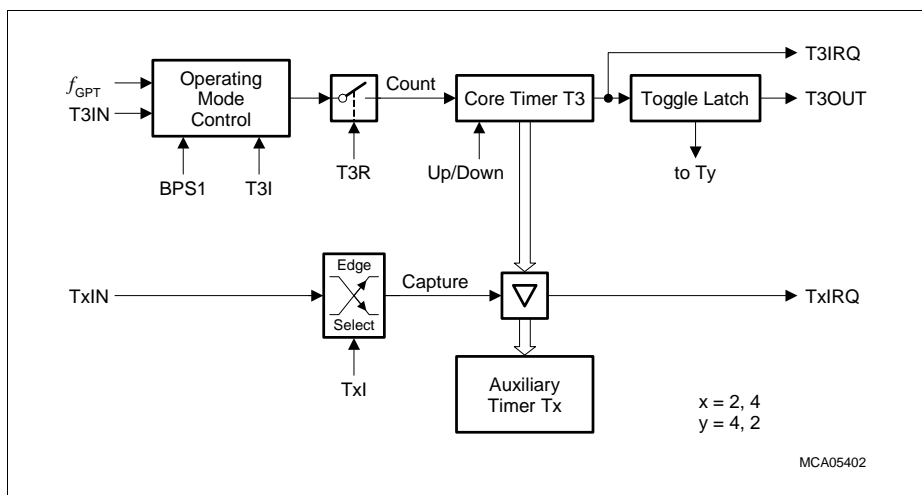 T3IRQ
f GPT
Operating
Mode
Control
Count
Core Timer T3
Toggle Latch
T3OUT
T3IN
BPS1
T3I
T3R
Up/Down
to Ty
TxIN
Edge
Select
Capture
TxIRQ
TxI
Auxiliary
Timer Tx
x = 2, 4
y = 4, 2
MCA05402